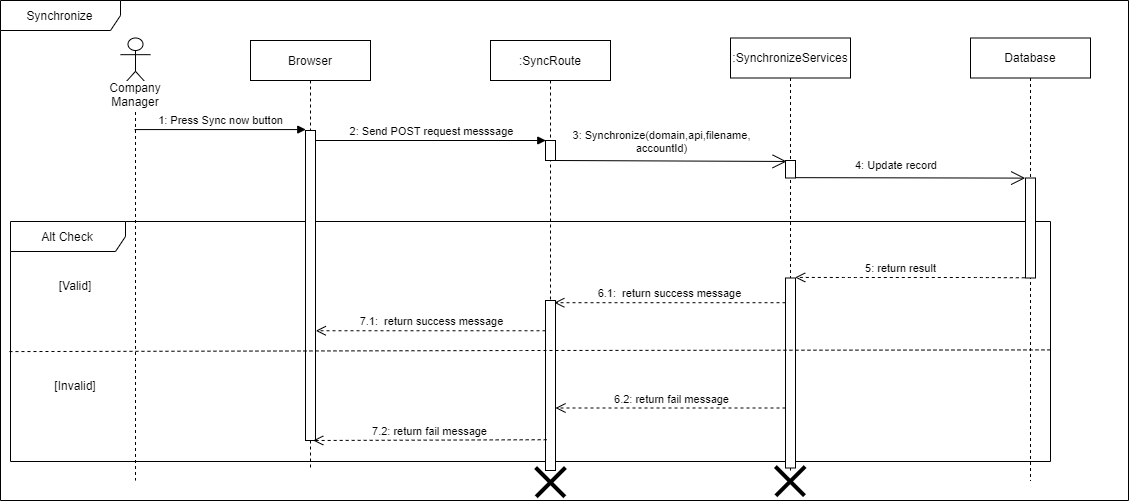 Synchronize
Company
Manager
Browser
:SyncRoute
:SynchronizeServices
Database
1: Press Sync now button
2: Send POST request messsage
3: Synchronize(domain,api,filename,
accountId)
4: Update record
Alt Check
[Valid]
5: return result
6.1:  return success message
7.1:  return success message
[Invalid]
6.2: return fail message
7.2: return fail message